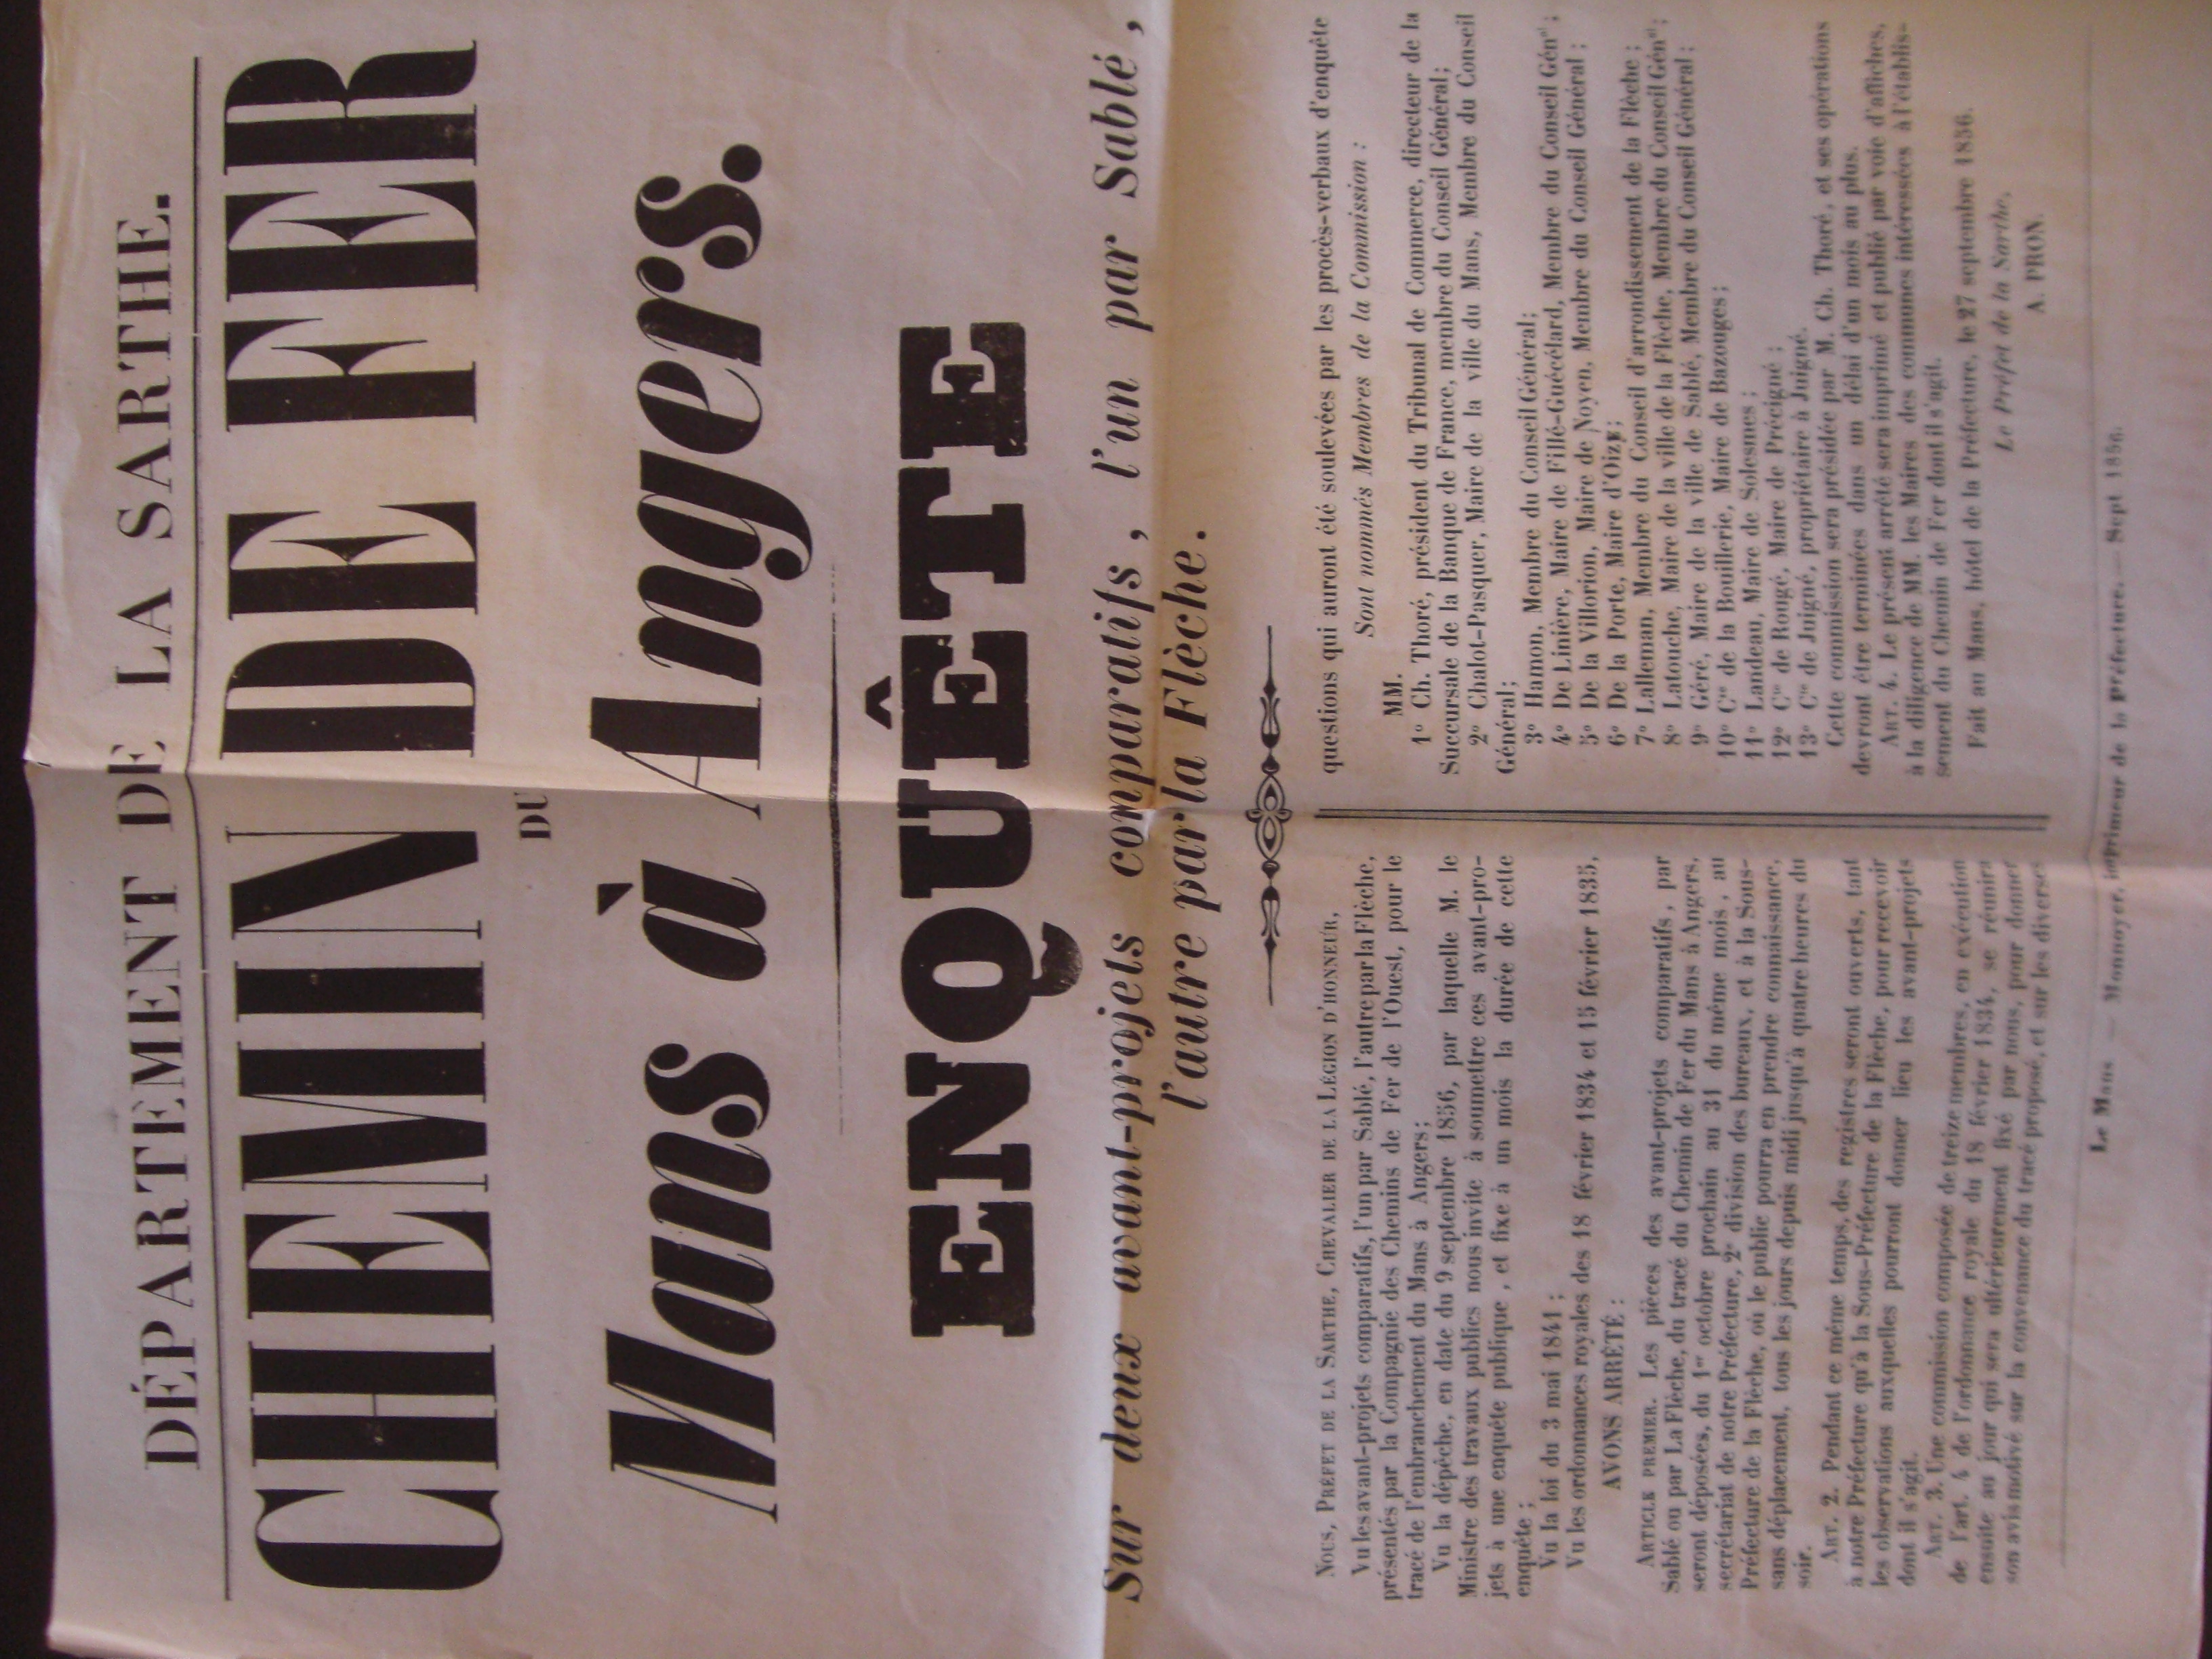 DÉPARTEMENT DE LA SARTHE.
CHEMIN DE FER
DU
Mans à Angers.
ENQUÊTE
Sur deux avant-projets comparatifs, l'un par Sablé,
l'autre par la Flèche.
Nous, Préfet de la Sarthe, Chevalier de la Légion d'honneur,
Vu les avant-projets comparatifs, l'un par Sablé, l'autre par la Flèche,
présentés par la Compagnie des Chemins de Fer de l'Ouest, pour le
tracé de l'embranchement du Mans à Angers;
Vu la dépêche, en date du 9 septembre 1856, par laquelle M. le
Ministre des travaux publics nous invite à soumettre ces avant-pro-
jets à une enquête publique, et fixe à un mois la durée de cette
enquête;
Vu la loi du 3 mai 1841;
Vu les ordonnances royales des 18 février 1834 et 15 février 1835,
AVONS ARRÊTÉ :
Article premier. Les pièces des avant-projets comparatifs, par
Sablé ou par La Flèche, du tracé du Chemin de Fer du Mans à Angers,
seront déposées, du 1er octobre prochain au 31 du même mois, au
secrétariat de notre Préfecture, 2e division des bureaux, et à la Sous-
Préfecture de la Flèche, où le public pourra en prendre connaissance,
sans déplacement, tous les jours depuis midi jusqu'à quatre heures du
soir.
Art. 2. Pendant ce même temps, des registres seront ouverts, tant
à notre Préfecture qu'à la Sous-Préfecture de la Flèche, pour recevoir
les observations auxquelles pourront donner lieu les avant-projets
dont il s'agit.
Art. 3. Une commission composée de treize membres, en exécution
de l'art. 4 de l'ordonnance royale du 18 février 1834, se réunira
ensuite au jour qui sera ultérieurement fixé par nous, pour donner
son avis motivé sur la convenance du tracé proposé, et sur les diverses
questions qui auront été soulevées par les procès-verbaux d'enquête
Sont nommés Membres de la Commission :
MM.
1° Ch. Thoré, président du Tribunal de Commerce, directeur de la
Succursale de la Banque de France, membre du Conseil Général;
2° Chalot-Pasquer, Maire de la ville du Mans, Membre du Conseil
Général;
3° Hamon, Membre du Conseil Général;
4° De Linière, Maire de Fillé-Guécélard, Membre du Conseil Génal;
5° De la Villorion, Maire de Noyen, Membre du Conseil Général;
6° De la Porte, Maire d'Oizé;
7° Lalleman, Membre du Conseil d'arrondissement de la Flèche;
8° Latouche, Maire de la ville de la Flèche, Membre du Conseil Génal;
9° Géré, Maire de la ville de Sablé, Membre du Conseil Général;
10° Cte de la Bouillerie, Maire de Bazouges;
11° Landeau, Maire de Solesmes;
12° Cte de Rougé, Maire de Précigné;
13° Cte de Juigné, propriétaire à Juigné.
Cette commission sera présidée par M. Ch. Thoré, et ses opérations
devront être terminées dans un délai d'un mois au plus.
Art. 4. Le présent arrêté sera imprimé et publié par voie d'affiches,
à la diligence de MM. les Maires des communes intéressées à l'établis-
sement du Chemin de Fer dont il s'agit.
Fait au Mans, hôtel de la Préfecture, le 27 septembre 1856.
Le Préfet de la Sarthe,
A. PRON.
Le Mans. — Monnoyer, imprimeur de la Préfecture. — Sept 1856.